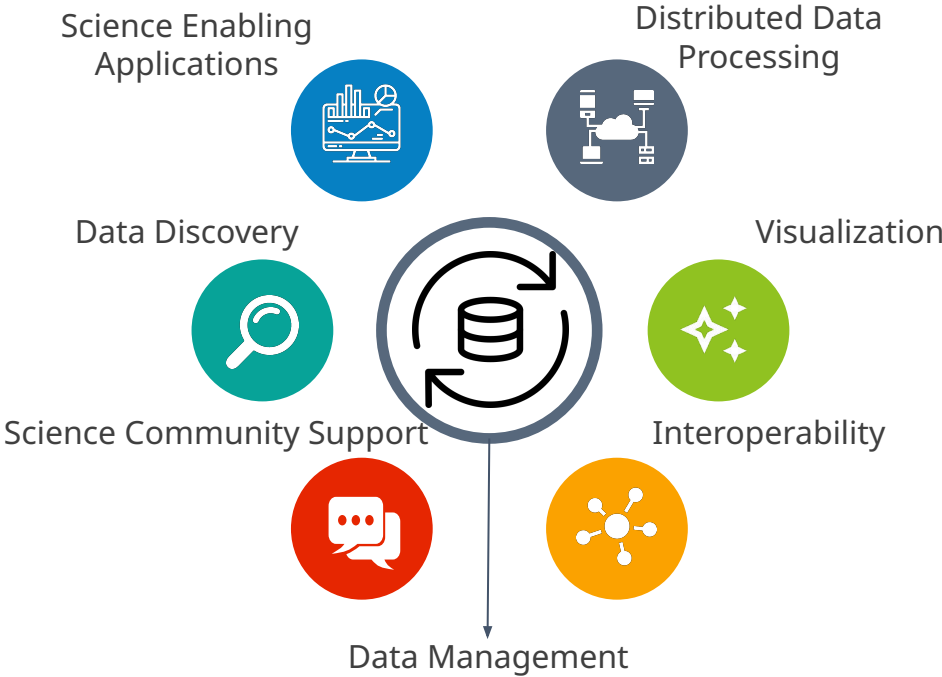 Science Enabling
Applications
Distributed Data
Processing
Data Discovery
Visualization
Science Community Support
Interoperability
Data Management